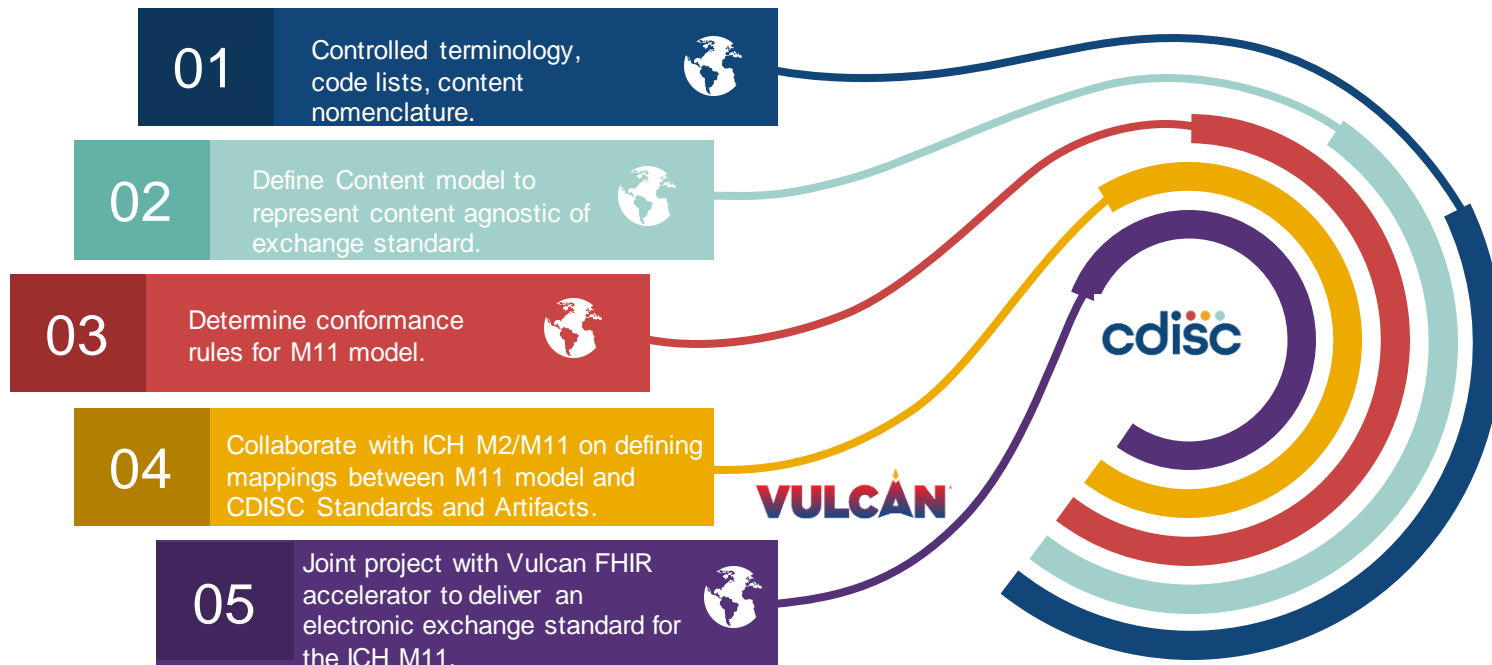 01
Controlled terminology,
code lists, content
nomenclature.
02
Define Content model to
represent content agnostic of
exchange standard.
03
Determine conformance
rules for M11 model.
cdisc
04
Collaborate with ICH M2/M11 on defining
mappings between M11 model and
CDISC Standards and Artifacts.
VULCAN
05
Joint project with Vulcan FHIR
accelerator to deliver an
electronic exchange standard for
the ICH M11.